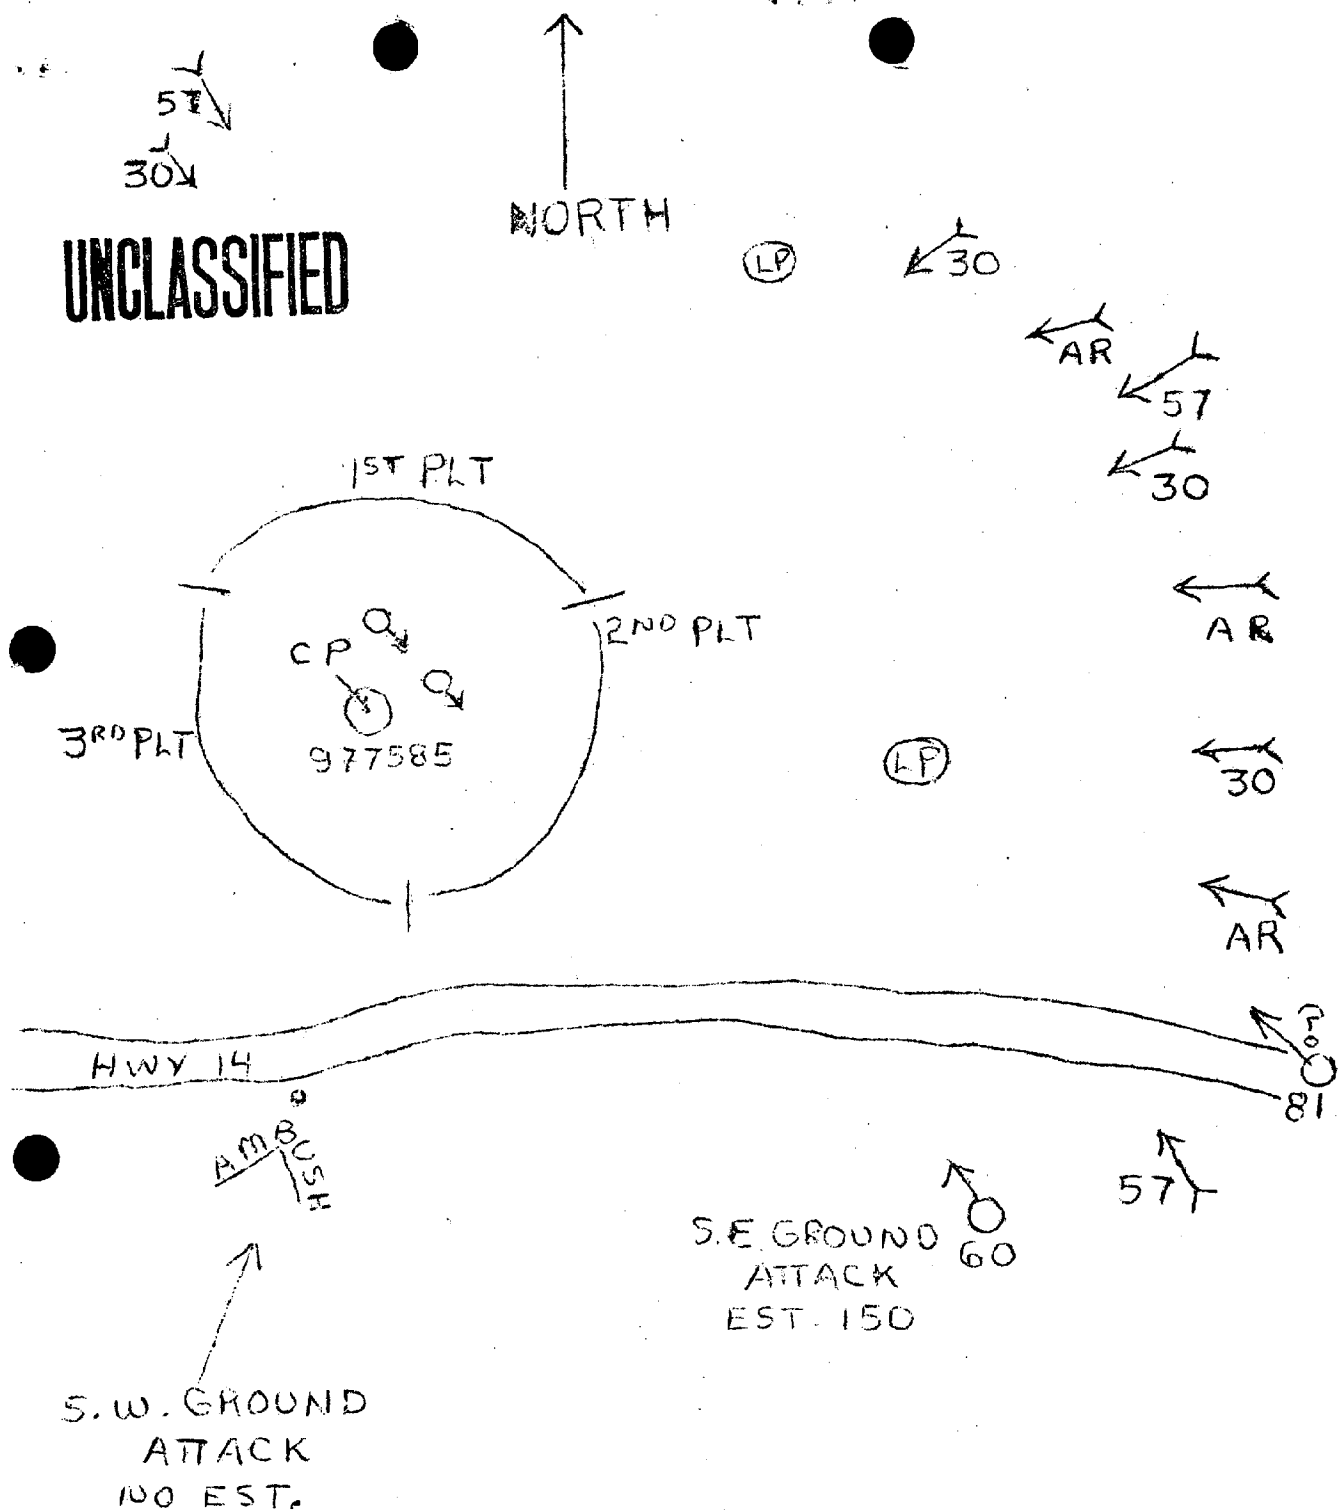 57
30
NORTH
UNCLASSIFIED
LP
30
AR
57
30
1ST PLT
AR
2ND PLT
CP
3RD PLT
977585
LP
30
AR
HWY 14
81
AMBUSH
57
S.E. GROUND
ATTACK
EST. 150
60
S.W. GROUND
ATTACK
NO EST.